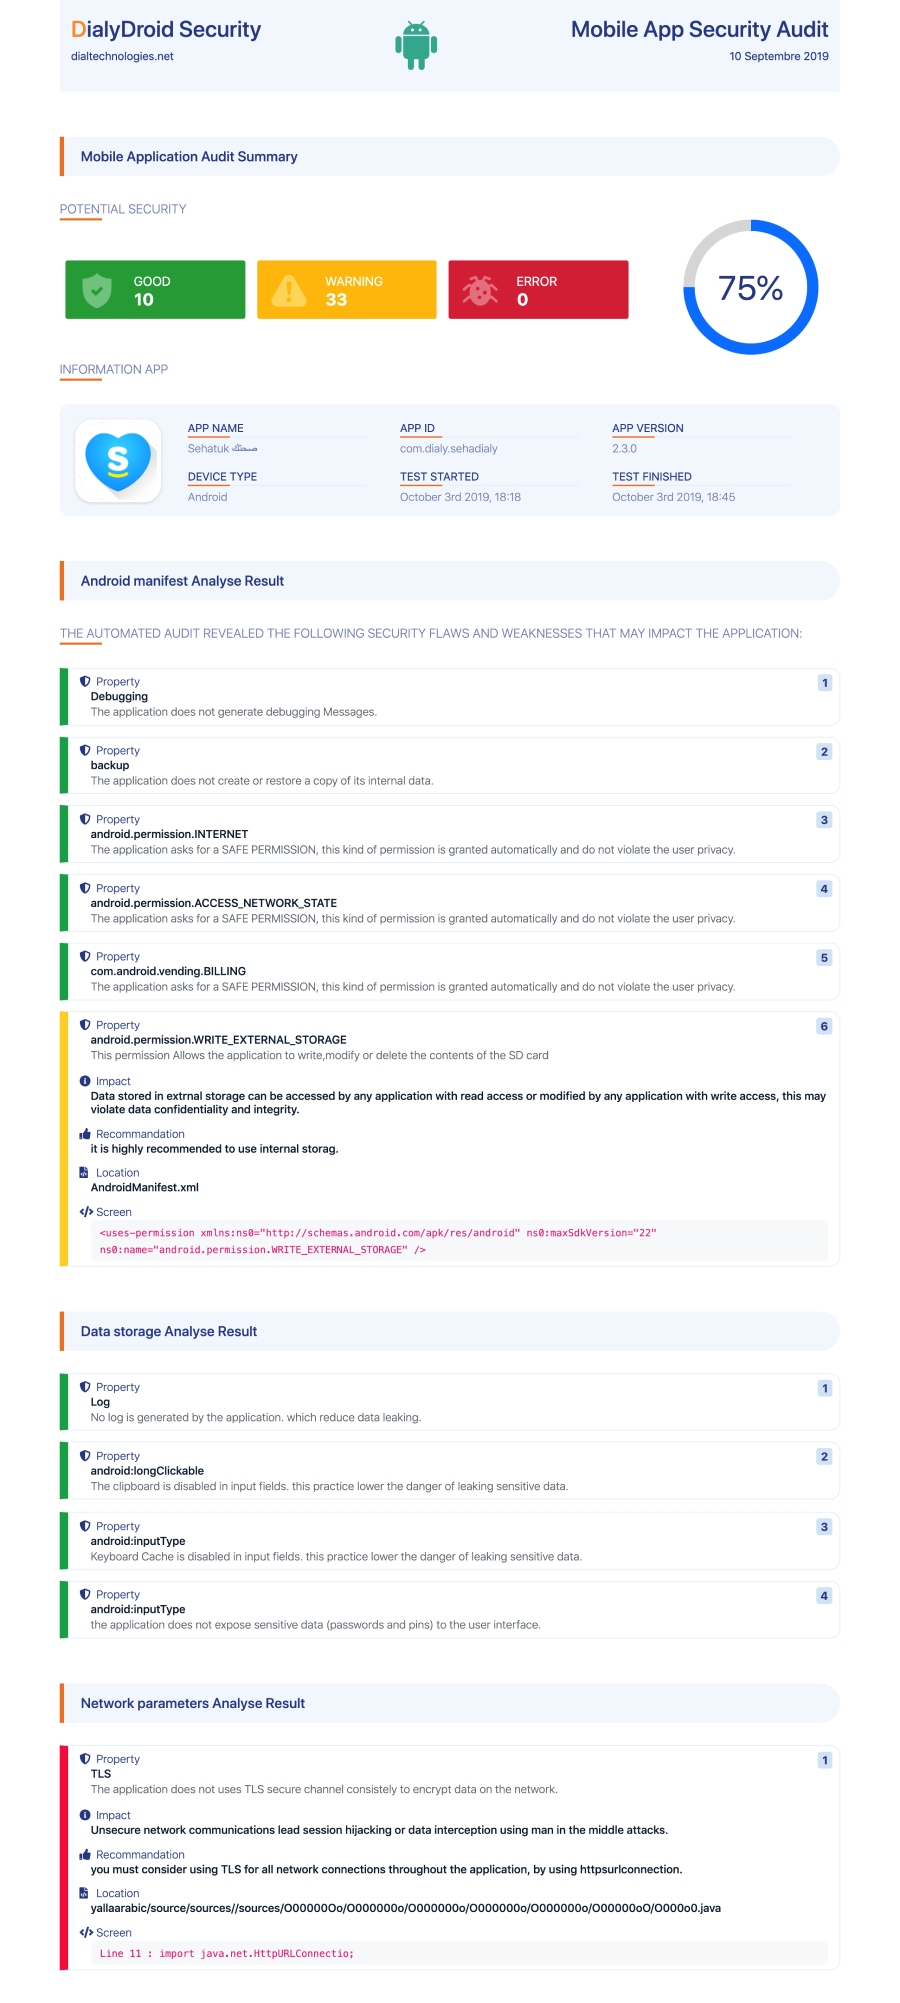 DialyDroid Security
Mobile App Security Audit
dialtechnologies.net
10 Septembre 2019
Mobile Application Audit Summary
POTENTIAL SECURITY
GOOD
10
WARNING
33
ERROR
0
75%
INFORMATION APP
S
APP NAME
APP ID
APP VERSION
Sehatuk صحتك
com.dialy.sehadialy
2.3.0
DEVICE TYPE
TEST STARTED
TEST FINISHED
Android
October 3rd 2019, 18:18
October 3rd 2019, 18:45
Android manifest Analyse Result
THE AUTOMATED AUDIT REVEALED THE FOLLOWING SECURITY FLAWS AND WEAKNESSES THAT MAY IMPACT THE APPLICATION:
Property
1
Debugging
The application does not generate debugging Messages.
Property
2
backup
The application does not create or restore a copy of its internal data.
Property
3
android.permission.INTERNET
The application asks for a SAFE PERMISSION, this kind of permission is granted automatically and do not violate the user privacy.
Property
4
android.permission.ACCESS_NETWORK_STATE
The application asks for a SAFE PERMISSION, this kind of permission is granted automatically and do not violate the user privacy.
Property
5
com.android.vending.BILLING
The application asks for a SAFE PERMISSION, this kind of permission is granted automatically and do not violate the user privacy.
Property
6
android.permission.WRITE_EXTERNAL_STORAGE
This permission Allows the application to write,modify or delete the contents of the SD card
Impact
Data stored in extrnal storage can be accessed by any application with read access or modified by any application with write access, this may
violate data confidentiality and integrity.
Recommandation
it is highly recommended to use internal storag.
Location
AndroidManifest.xml
Screen
<uses-permission xmlns:ns0="http://schemas.android.com/apk/res/android" ns0:maxSdkVersion="22"
ns0:name="android.permission.WRITE_EXTERNAL_STORAGE" />
Data storage Analyse Result
Property
1
Log
No log is generated by the application. which reduce data leaking.
Property
2
android:longClickable
The clipboard is disabled in input fields. this practice lower the danger of leaking sensitive data.
Property
3
android:inputType
Keyboard Cache is disabled in input fields. this practice lower the danger of leaking sensitive data.
Property
4
android:inputType
the application does not expose sensitive data (passwords and pins) to the user interface.
Network parameters Analyse Result
Property
1
TLS
The application does not uses TLS secure channel consistely to encrypt data on the network.
Impact
Unsecure network communications lead session hijacking or data interception using man in the middle attacks.
Recommandation
you must consider using TLS for all network connections throughout the application, by using httpsurlconnection.
Location
yallaarabic/source/sources//sources/O00000Oo/O000000o/O000000o/O000000o/O000000o/O00000oO/O000o0.java
Screen
Line 11 : import java.net.HttpURLConnectio;